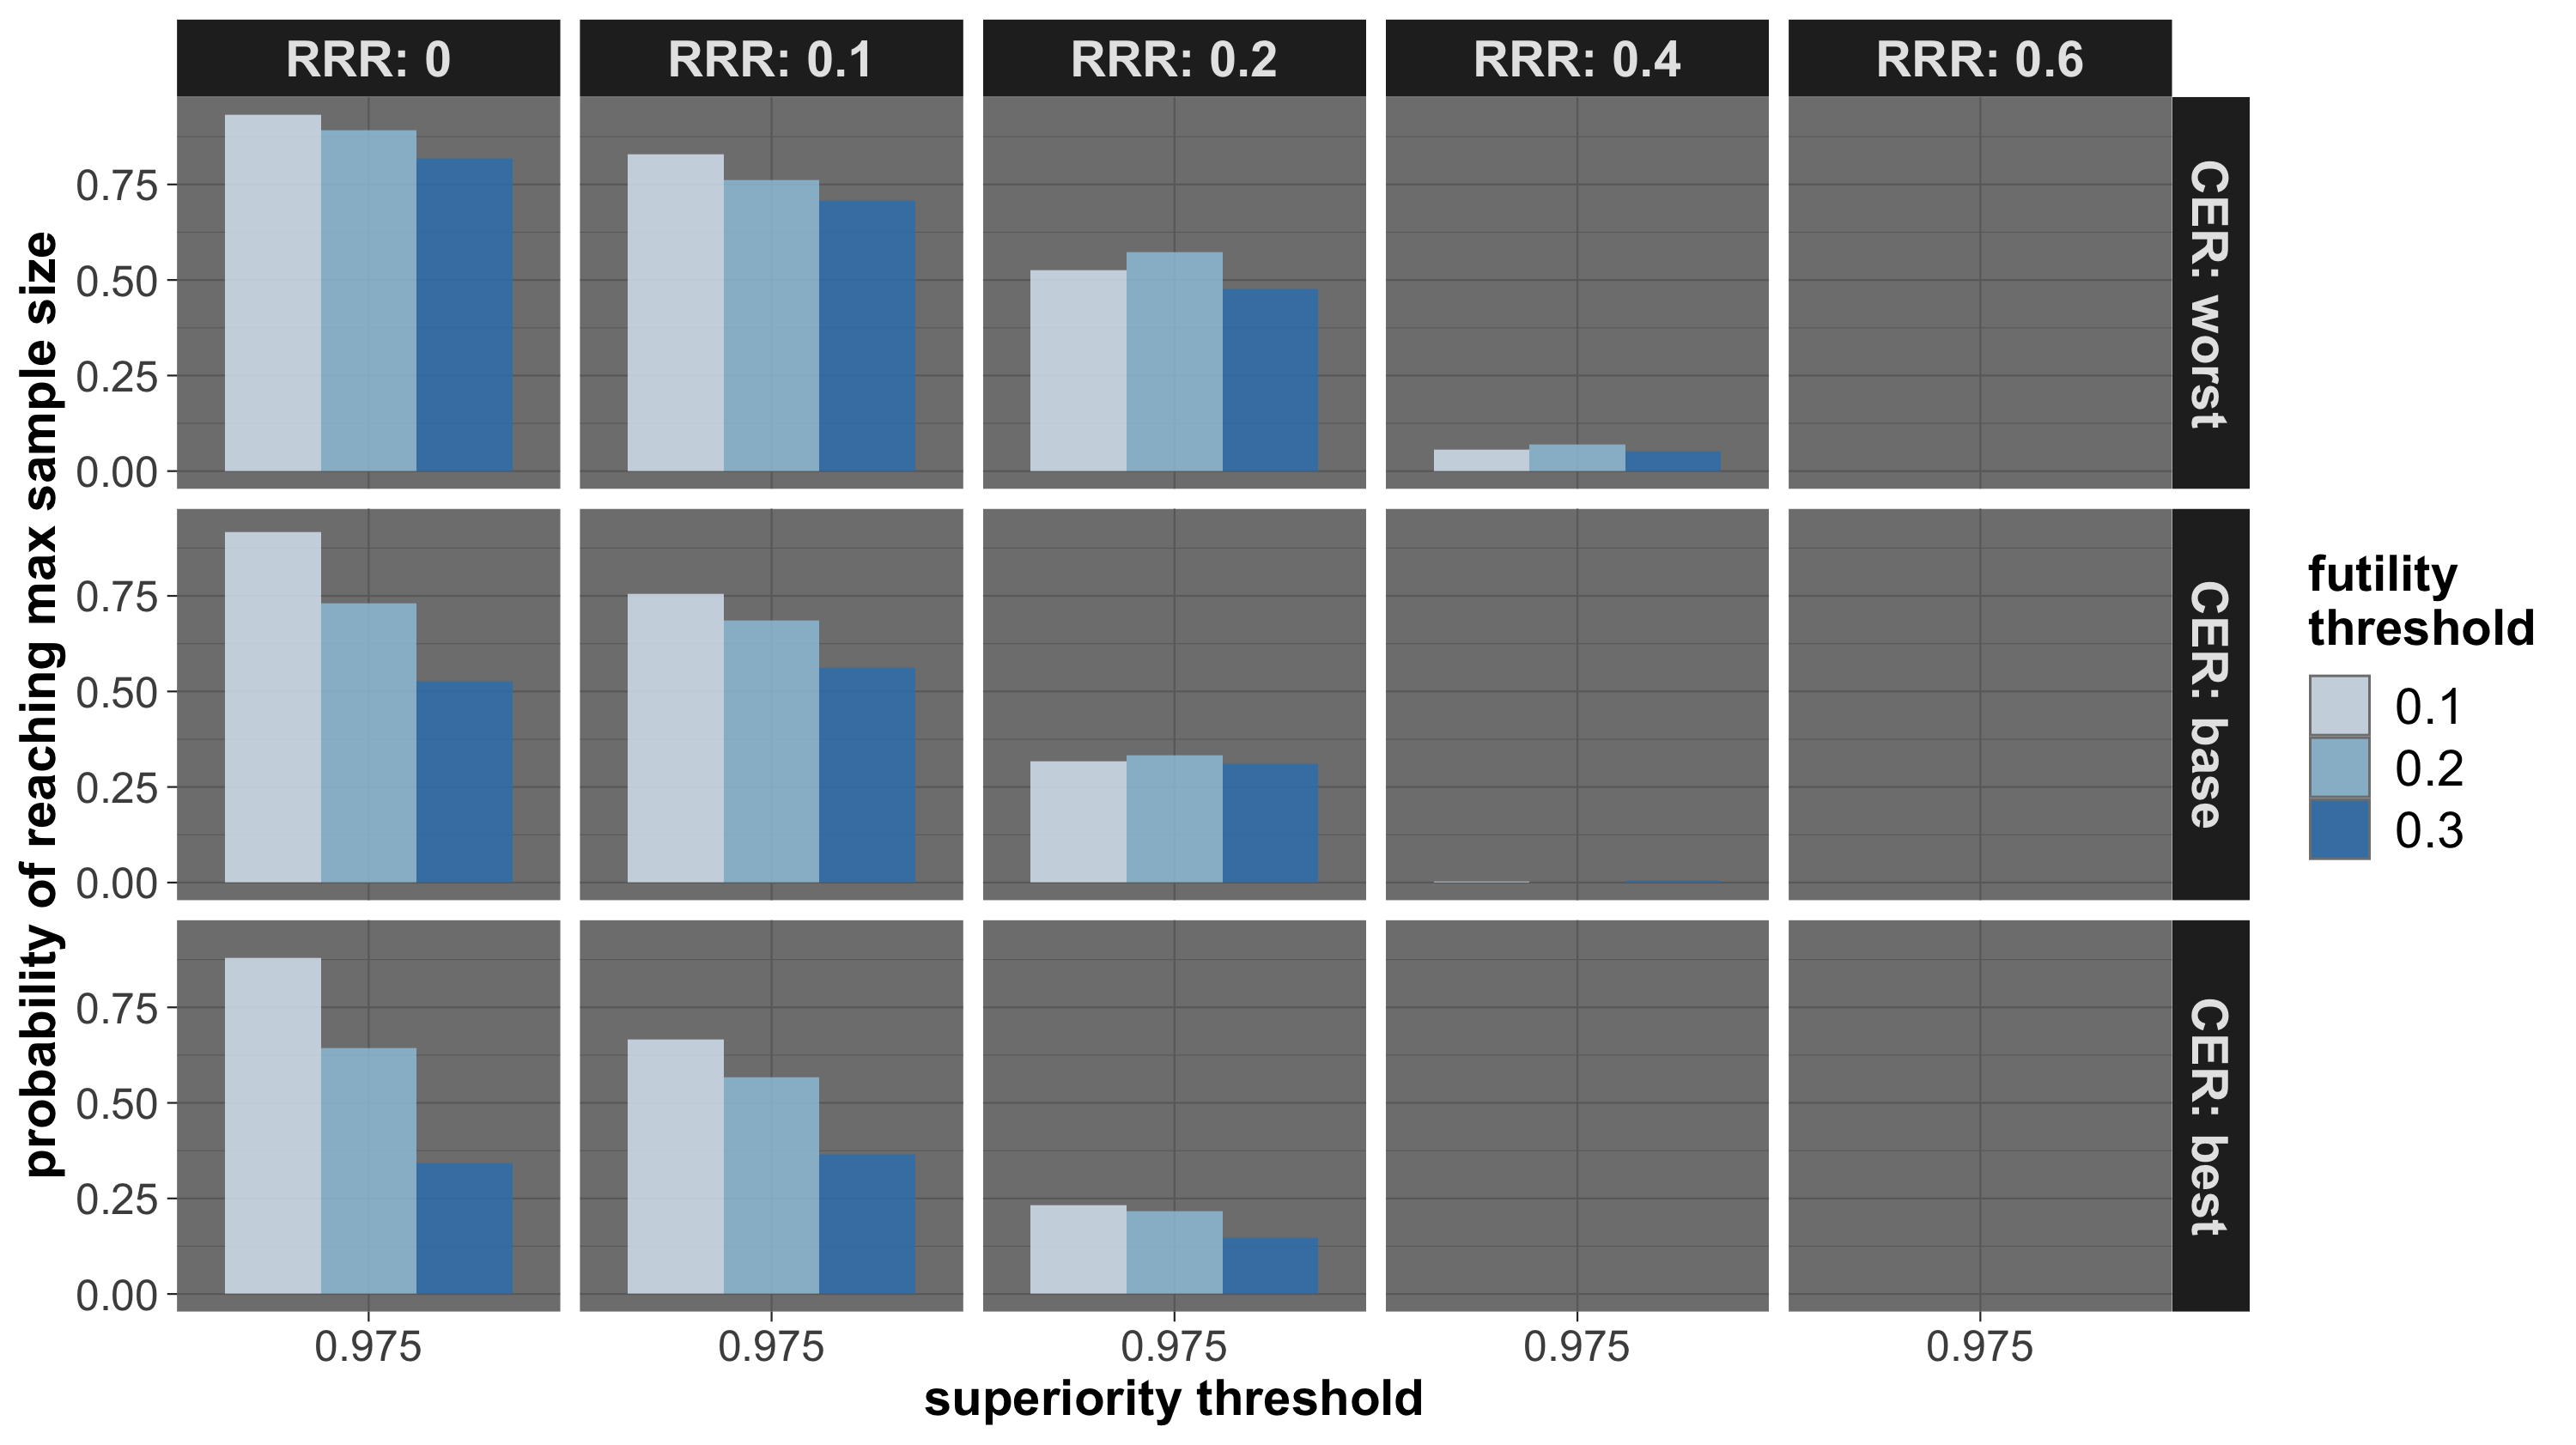 RRR: 0
RRR: 0.1
RRR: 0.2
RRR: 0.4
RRR: 0.6
probability of reaching max sample size
0.75
0.50
0.25
0.00
CER: worst
0.75
0.50
0.25
0.00
CER: base
0.75
0.50
0.25
0.00
CER: best
0.975
0.975
0.975
0.975
0.975
superiority threshold
futility
threshold
0.1
0.2
0.3